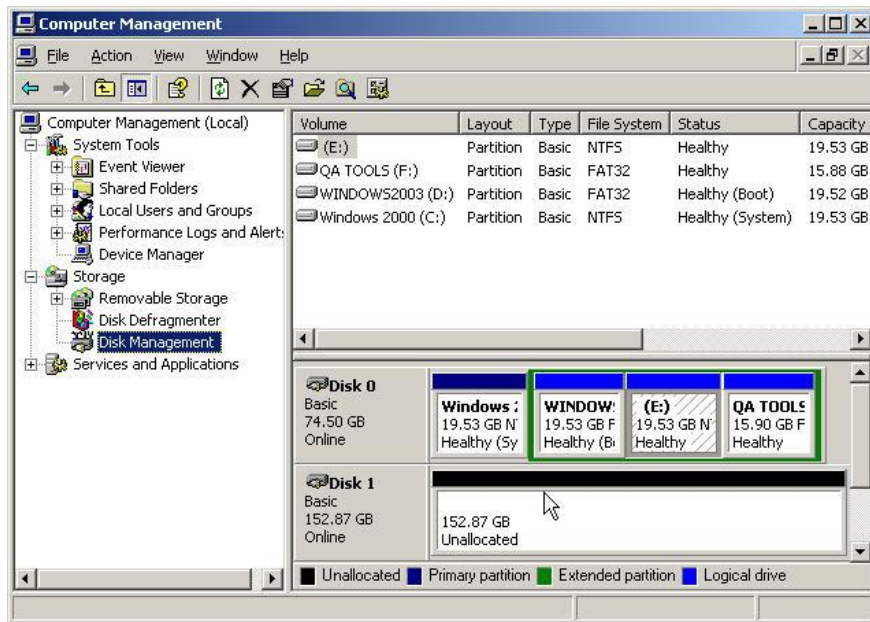 Computer Management
File Action View Window Help
Computer Management (Local)
System Tools
Event Viewer
Shared Folders
Local Users and Groups
Performance Logs and Alert:
Device Manager
Storage
Removable Storage
Disk Defragmenter
Disk Management
Services and Applications
Volume Layout Type File System Status Capacity
(E:) Partition Basic NTFS Healthy 19.53 GB
QA TOOLS (F:) Partition Basic FAT32 Healthy 15.88 GB
WINDOWS2003 (D:) Partition Basic FAT32 Healthy (Boot) 19.52 GB
Windows 2000 (C:) Partition Basic NTFS Healthy (System) 19.53 GB
Disk 0
Basic
74.50 GB
Online
Windows 2
19.53 GB N
Healthy (Sy
WINDOW
19.53 GB F
Healthy (B
(E:)
19.53 GB N
Healthy
QA TOOLS
15.90 GB F
Healthy
Disk 1
Basic
152.87 GB
Online
152.87 GB
Unallocated
Unallocated Primary partition Extended partition Logical drive